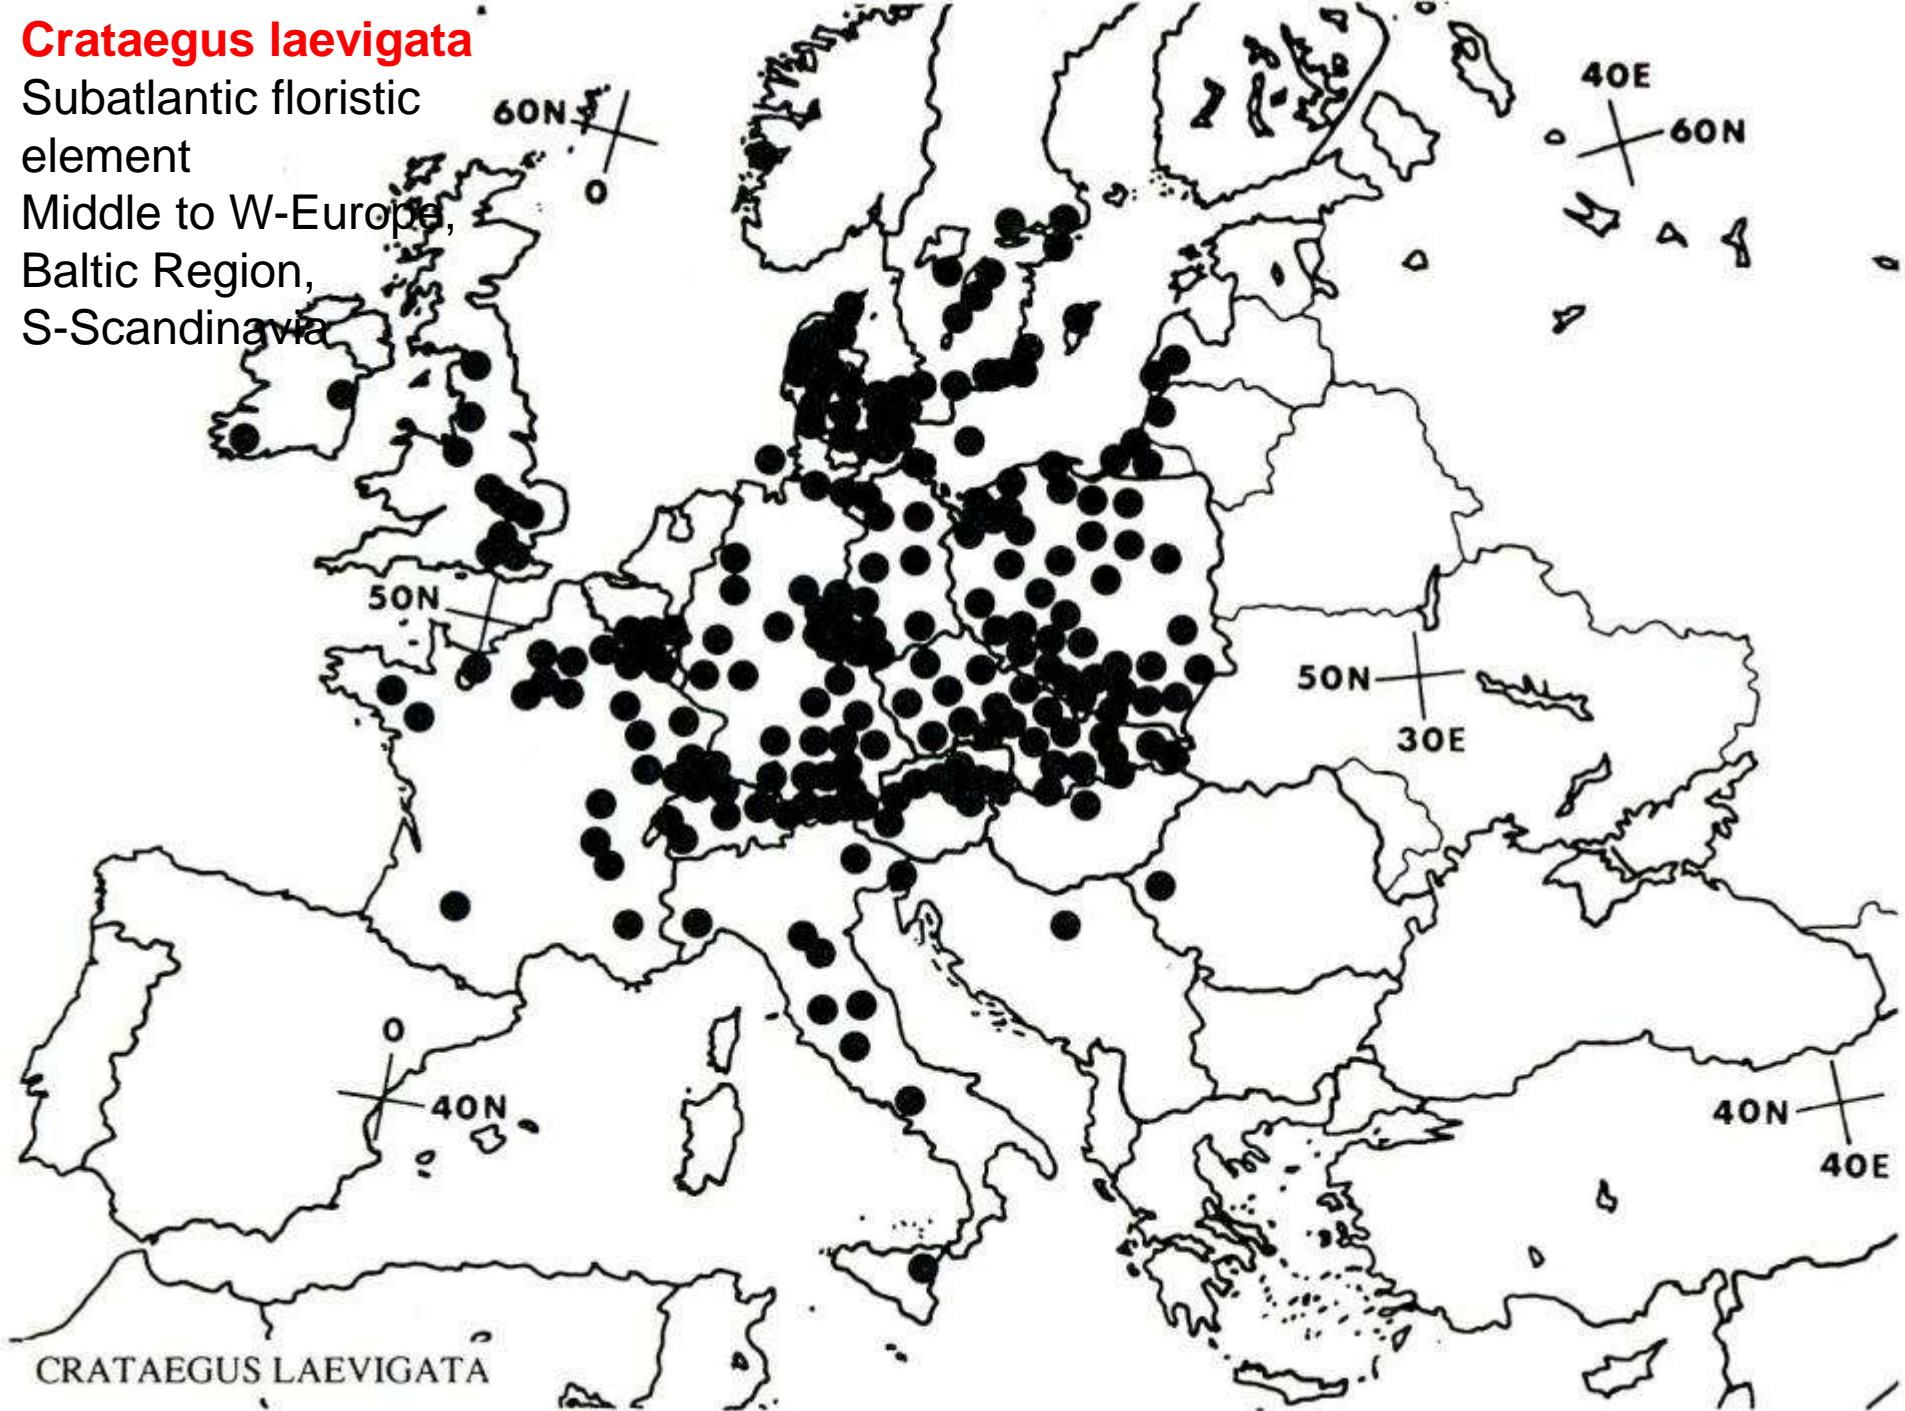 Crataegus laevigata
Subatlantic floristic
element
Middle to W-Europe,
Baltic Region,
S-Scandinavia
60N
0
40E
60N
50N
50N
30E
0
40N
40N
40E
CRATAEGUS LAEVIGATA